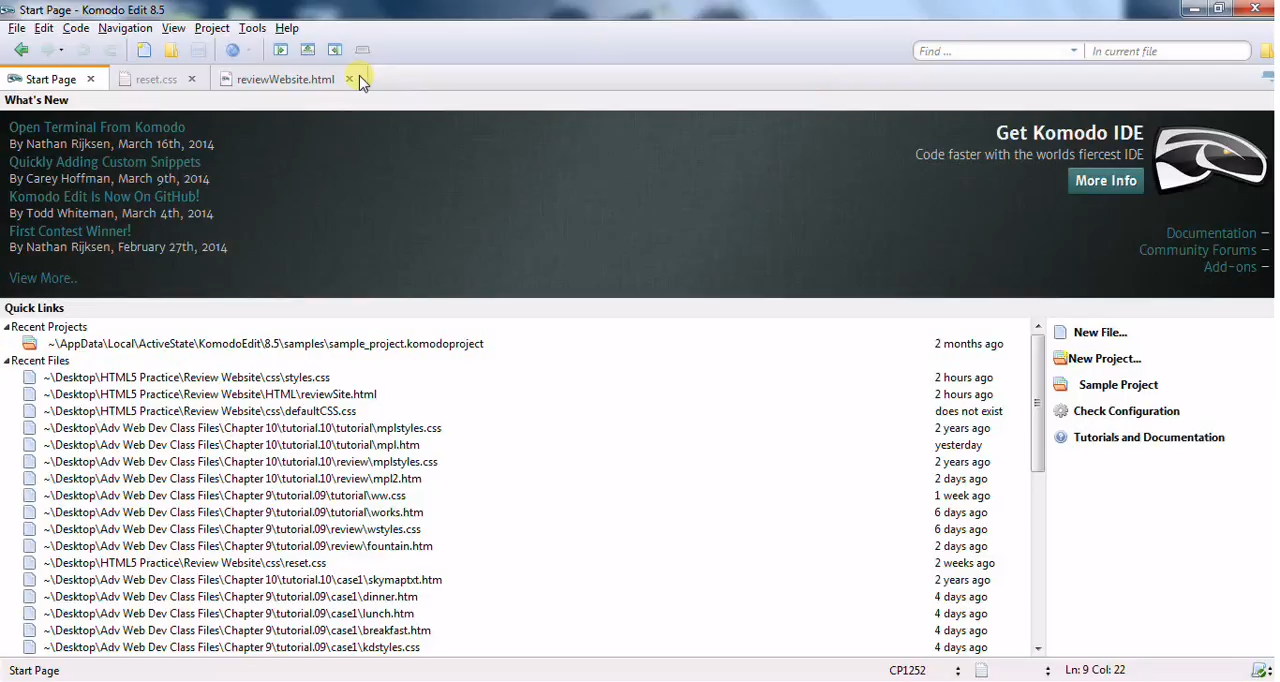 Start Page - Komodo Edit 8.5
File Edit Code Navigation View Project Tools Help
Find ... In current file
Start Page reset.css reviewWebsite.html
What's New
Open Terminal From Komodo
By Nathan Rijksen, March 16th, 2014
Quickly Adding Custom Snippets
By Carey Hoffman, March 9th, 2014
Komodo Edit Is Now On GitHub!
By Todd Whiteman, March 4th, 2014
First Contest Winner!
By Nathan Rijksen, February 27th, 2014
View More..
Get Komodo IDE
Code faster with the worlds fiercest IDE
More Info
Documentation –
Community Forums –
Add-ons –
Quick Links
Recent Projects
~\AppData\Local\ActiveState\KomodoEdit\8.5\samples\sample_project.komodoproject 2 months ago
Recent Files
~\Desktop\HTML5 Practice\Review Website\css\styles.css 2 hours ago
~\Desktop\HTML5 Practice\Review Website\HTML\reviewSite.html 2 hours ago
~\Desktop\HTML5 Practice\Review Website\css\defaultCSS.css does not exist
~\Desktop\Adv Web Dev Class Files\Chapter 10\tutorial.10\tutorial\mplstyles.css 2 years ago
~\Desktop\Adv Web Dev Class Files\Chapter 10\tutorial.10\tutorial\mpl.htm yesterday
~\Desktop\Adv Web Dev Class Files\Chapter 10\tutorial.10\review\mplstyles.css 2 years ago
~\Desktop\Adv Web Dev Class Files\Chapter 10\tutorial.10\review\mpl2.htm 2 days ago
~\Desktop\Adv Web Dev Class Files\Chapter 9\tutorial.09\tutorial\ww.css 1 week ago
~\Desktop\Adv Web Dev Class Files\Chapter 9\tutorial.09\tutorial\works.htm 6 days ago
~\Desktop\Adv Web Dev Class Files\Chapter 9\tutorial.09\review\wstyles.css 6 days ago
~\Desktop\Adv Web Dev Class Files\Chapter 9\tutorial.09\review\fountain.htm 2 days ago
~\Desktop\HTML5 Practice\Review Website\css\reset.css 2 weeks ago
~\Desktop\Adv Web Dev Class Files\Chapter 10\tutorial.10\case1\skymaptxt.htm 2 years ago
~\Desktop\Adv Web Dev Class Files\Chapter 9\tutorial.09\case1\dinner.htm 4 days ago
~\Desktop\Adv Web Dev Class Files\Chapter 9\tutorial.09\case1\lunch.htm 4 days ago
~\Desktop\Adv Web Dev Class Files\Chapter 9\tutorial.09\case1\breakfast.htm 4 days ago
~\Desktop\Adv Web Dev Class Files\Chapter 9\tutorial.09\case1\kdstyles.css 4 days ago
New File...
New Project...
Sample Project
Check Configuration
Tutorials and Documentation
Start Page CP1252 Ln: 9 Col: 22